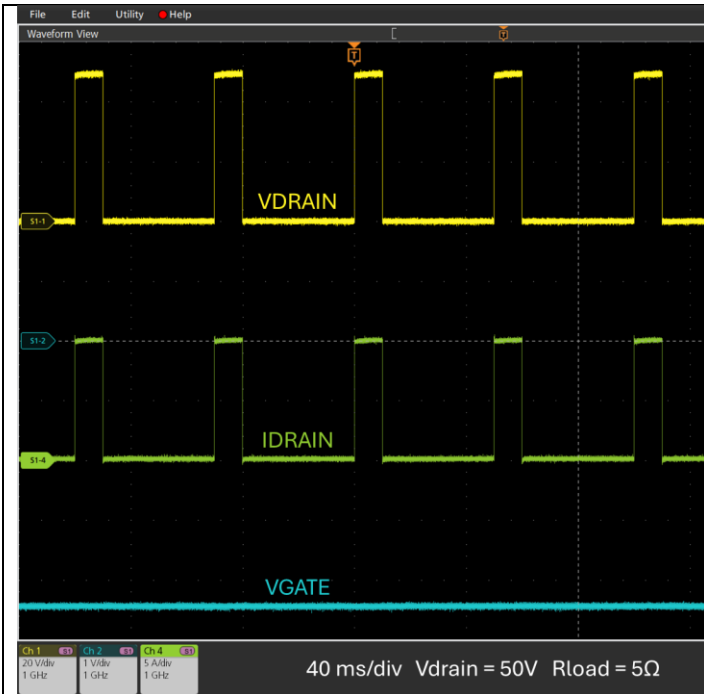 File Edit Utility Help
Waveform View
[
T
T
VDRAIN
S1-1
S1-2
IDRAIN
S1-4
VGATE
Ch 1 S1 Ch 2 S1 Ch 4 S1
20 V/div 1 V/div 5 A/div
1 GHz 1 GHz 1 GHz
40 ms/div Vdrain = 50V Rload = 5Ω